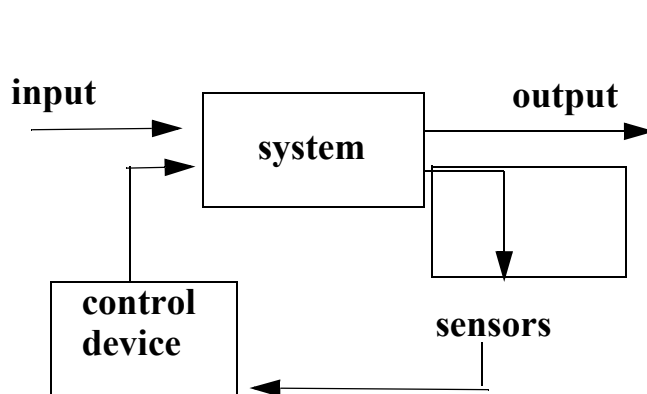 input
output
system
control
device
sensors